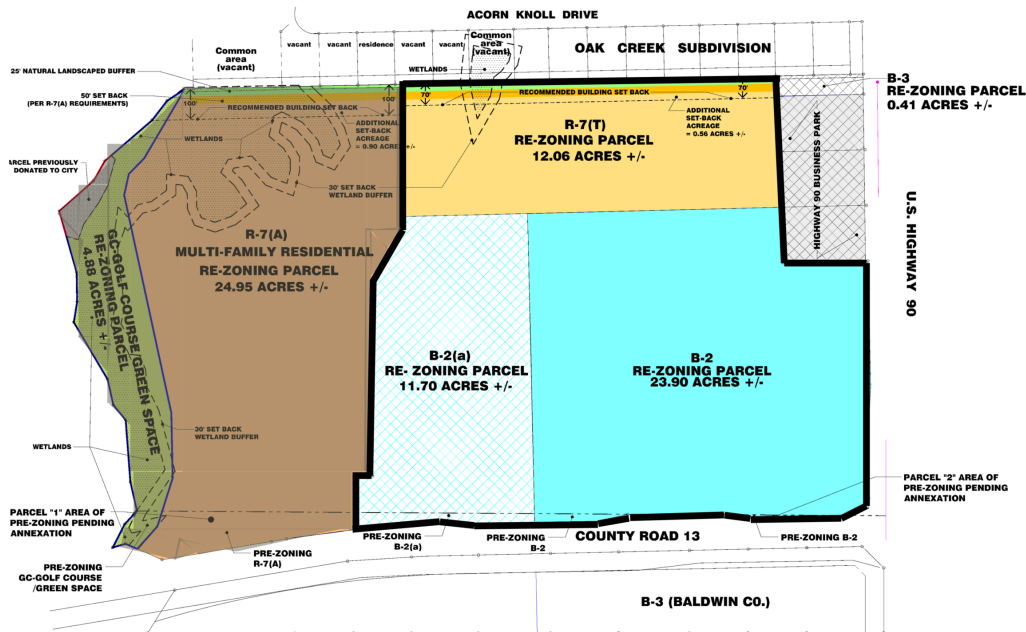 ACORN KNOLL DRIVE
Common
area
(vacant)
vacant
vacant
residence
vacant
vacant
Common
area
(vacant)
OAK CREEK SUBDIVISION
WETLANDS
25' NATURAL LANDSCAPED BUFFER
50' SET BACK
(PER R-7(A) REQUIREMENTS)
100'
RECOMMENDED BUILDING SET BACK
100'
70'
RECOMMENDED BUILDING SET BACK
70'
B-3
RE-ZONING PARCEL
0.41 ACRES +/-
ADDITIONAL
SET-BACK
ACREAGE
= 0.90 ACRES +/-
ADDITIONAL
SET-BACK
ACREAGE
= 0.56 ACRES +/-
WETLANDS
R-7(T)
RE-ZONING PARCEL
12.06 ACRES +/-
HIGHWAY 90 BUSINESS PARK
ARCEL PREVIOUSLY
DONATED TO CITY
30' SET BACK
WETLAND BUFFER
U.S. HIGHWAY 90
GC-GOLF COURSE/GREEN SPACE
RE-ZONING PARCEL
4.88 ACRES +/-
R-7(A)
MULTI-FAMILY RESIDENTIAL
RE-ZONING PARCEL
24.95 ACRES +/-
B-2(a)
RE- ZONING PARCEL
11.70 ACRES +/-
B-2
RE-ZONING PARCEL
23.90 ACRES +/-
30' SET BACK
WETLAND BUFFER
WETLANDS
PARCEL "2" AREA OF
PRE-ZONING PENDING
ANNEXATION
PARCEL "1" AREA OF
PRE-ZONING PENDING
ANNEXATION
PRE-ZONING
B-2(a)
PRE-ZONING
B-2
COUNTY ROAD 13
PRE-ZONING B-2
PRE-ZONING
R-7(A)
PRE-ZONING
GC-GOLF COURSE
/GREEN SPACE
B-3 (BALDWIN CO.)